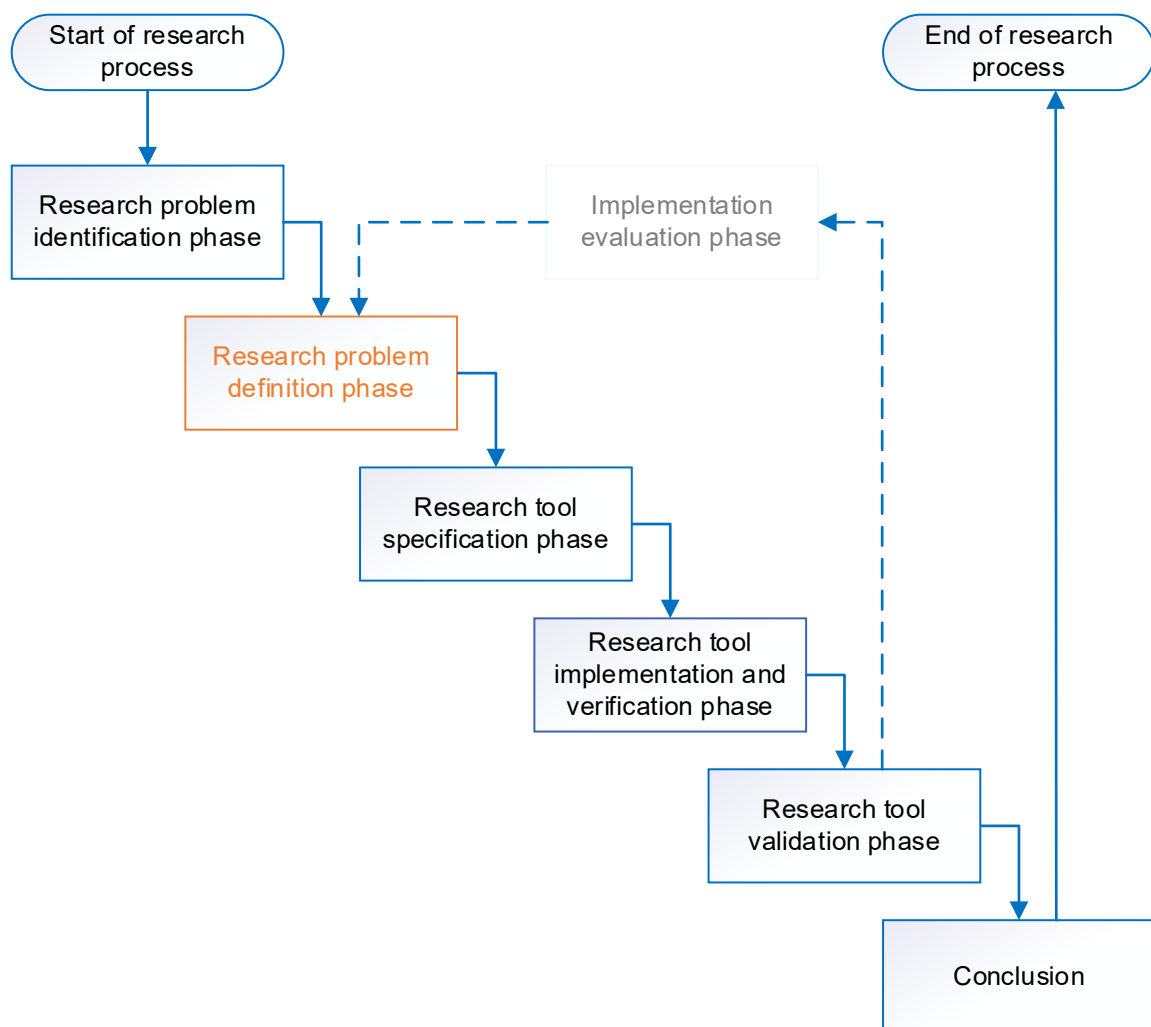 Start of research
process
End of research
process
Research problem
identification phase
Implementation
evaluation phase
Research problem
definition phase
Research tool
specification phase
Research tool
implementation and
verification phase
Research tool
validation phase
Conclusion